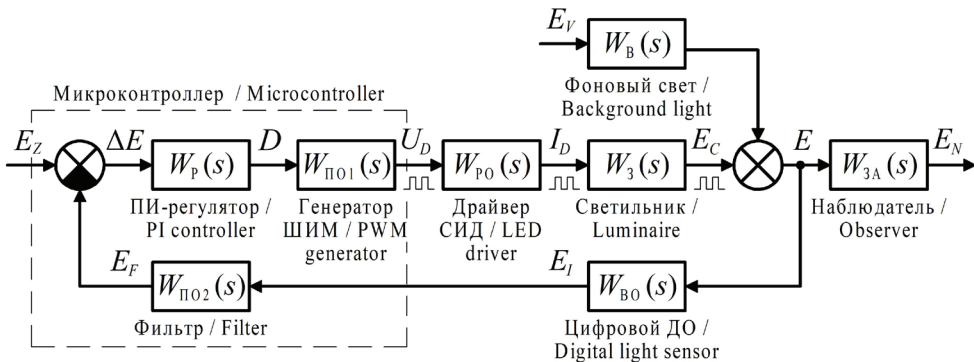 E_V
W_В(s)
Фоновый свет /
Background light
Микроконтроллер / Microcontroller
E_Z
ΔE
W_Р(s)
D
W_ПО1(s)
U_D
W_РО(s)
I_D
W_З(s)
E_C
E
W_ЗА(s)
E_N
ПИ-регулятор /
PI controller
Генератор
ШИМ / PWM
generator
Драйвер
СИД / LED
driver
Светильник /
Luminaire
Наблюдатель /
Observer
E_F
W_ПО2(s)
E_I
W_ВО(s)
Фильтр / Filter
Цифровой ДО /
Digital light sensor